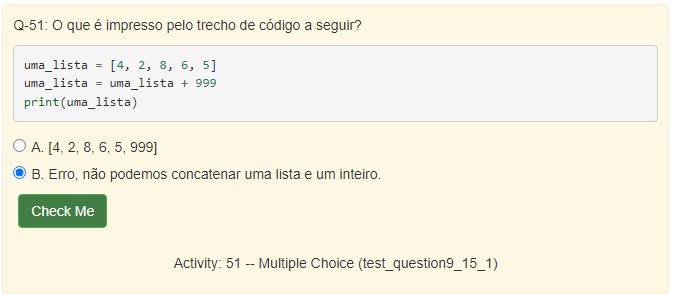 Q-51: O que é impresso pelo trecho de código a seguir?
uma_lista = [4, 2, 8, 6, 5]
uma_lista = uma_lista + 999
print(uma_lista)
A. [4, 2, 8, 6, 5, 999]
B. Erro, não podemos concatenar uma lista e um inteiro.
Check Me
Activity: 51 -- Multiple Choice (test_question9_15_1)